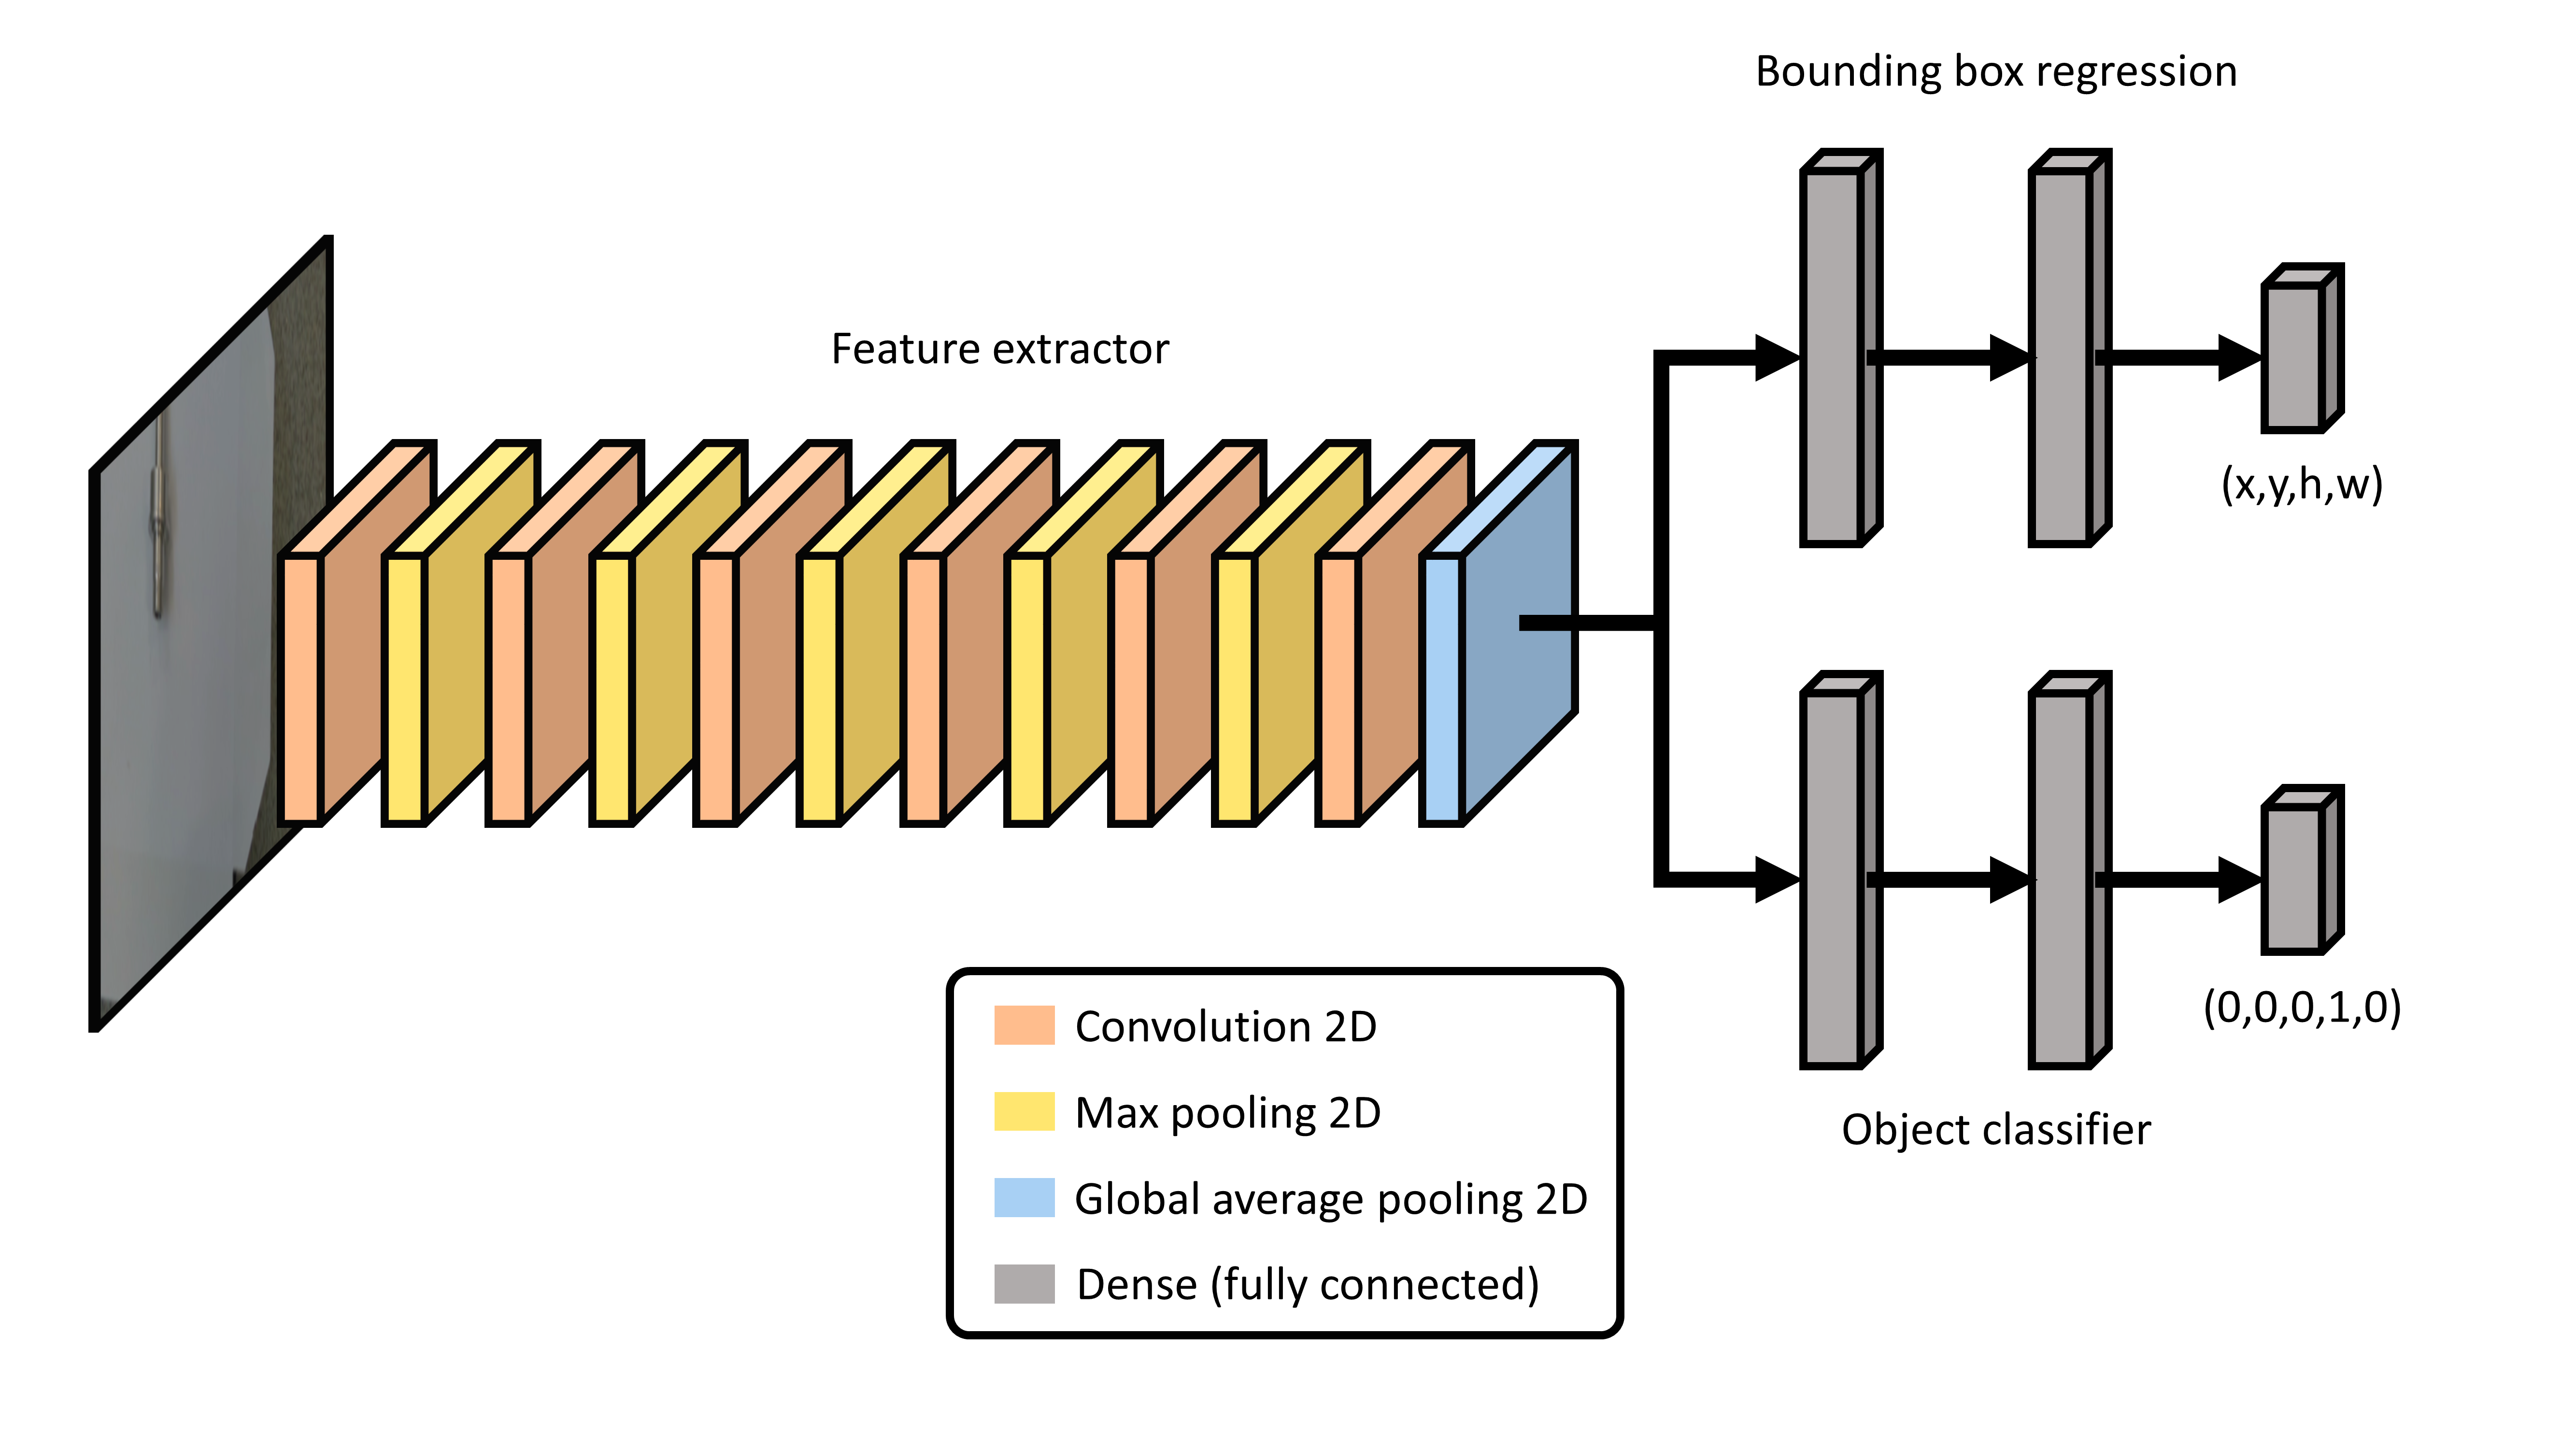 Bounding box regression
Feature extractor
(x,y,h,w)
(0,0,0,1,0)
Object classifier
Convolution 2D
Max pooling 2D
Global average pooling 2D
Dense (fully connected)